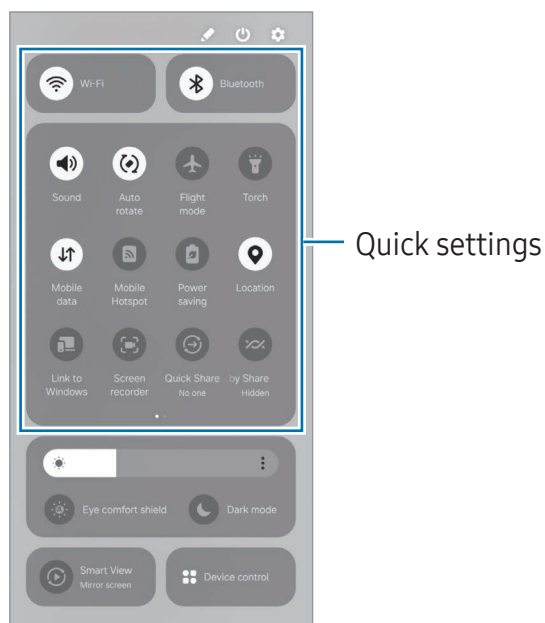 Wi-Fi Bluetooth
Quick settings
Sound Auto rotate Flight mode Torch
Mobile data Mobile Hotspot Power saving Location
Link to Windows Screen recorder Quick Share No one by Share Hidden
Eye comfort shield Dark mode
Smart View Mirror screen Device control